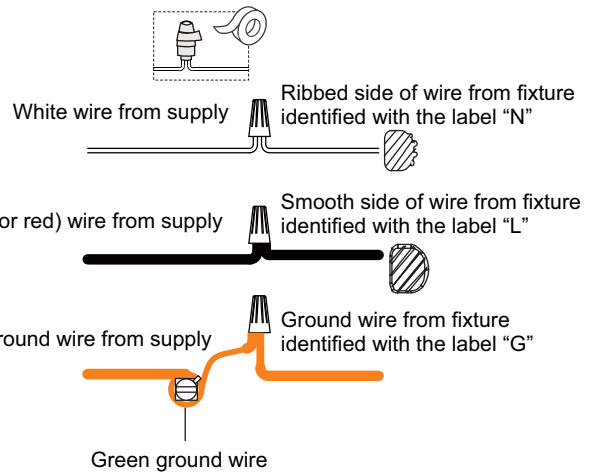 White wire from supply
Ribbed side of wire from fixture
identified with the label “N”
or red) wire from supply
Smooth side of wire from fixture
identified with the label “L”
round wire from supply
Ground wire from fixture
identified with the label “G”
Green ground wire